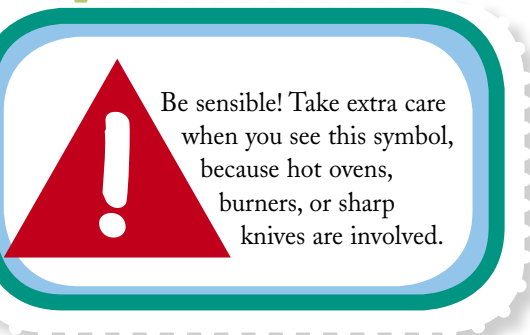 Be sensible! Take extra care
when you see this symbol,
because hot ovens,
burners, or sharp
knives are involved.